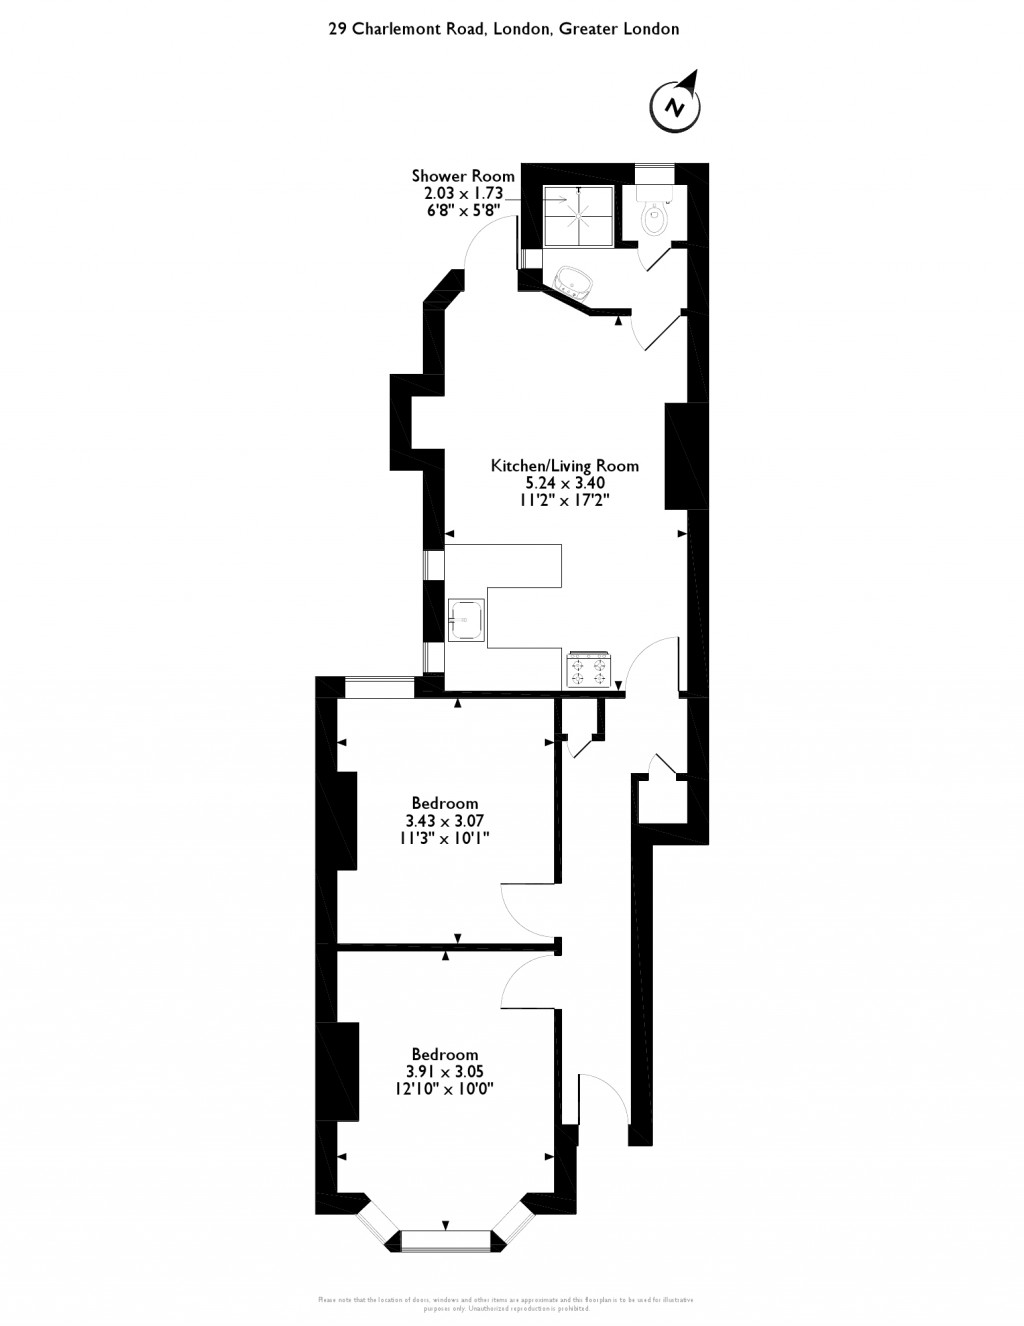 29 Charlemont Road, London, Greater London
N
Shower Room
2.03 x 1.73
6'8" x 5'8"
Kitchen/Living Room
5.24 x 3.40
11'2" x 17'2"
Bedroom
3.43 x 3.07
11'3" x 10'1"
Bedroom
3.91 x 3.05
12'10" x 10'0"
Please note that the location of doors, windows and other items are approximate and this floorplan is to be used for illustrative
purposes only. Unauthorized reproduction is prohibited.